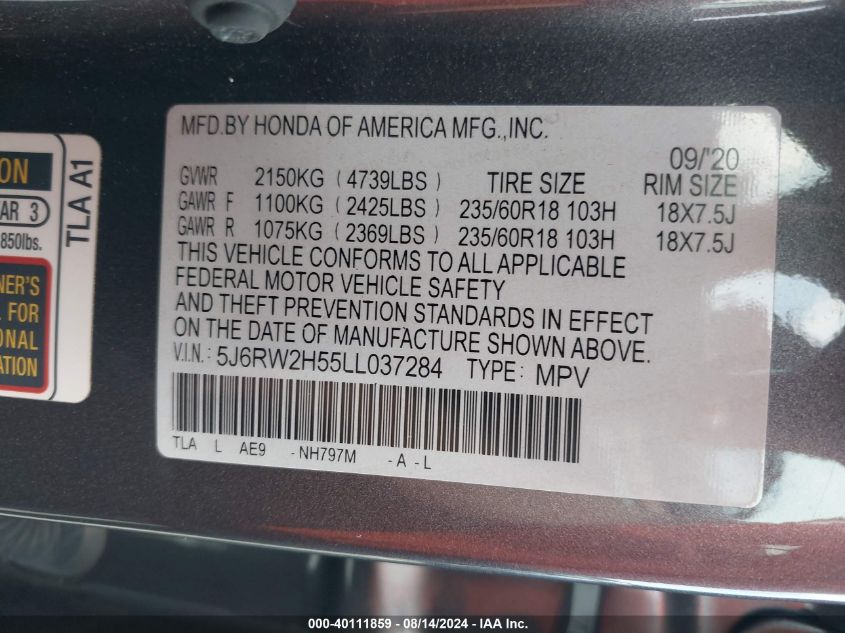 MFD.BY HONDA OF AMERICA MFG.,INC.
09/'20
GVWR 2150KG ( 4739LBS ) TIRE SIZE RIM SIZE
GAWR F 1100KG ( 2425LBS ) 235/60R18 103H 18X7.5J
GAWR R 1075KG ( 2369LBS ) 235/60R18 103H 18X7.5J
THIS VEHICLE CONFORMS TO ALL APPLICABLE
FEDERAL MOTOR VEHICLE SAFETY
AND THEFT PREVENTION STANDARDS IN EFFECT
ON THE DATE OF MANUFACTURE SHOWN ABOVE.
V.I.N.: 5J6RW2H55LL037284 TYPE: MPV
TLA L AE9 -NH797M -A -L
ON
AR 3
850lbs.
NER'S
L FOR
ONAL
ATION
TLA A1
000-40111859 - 08/14/2024 - IAA Inc.